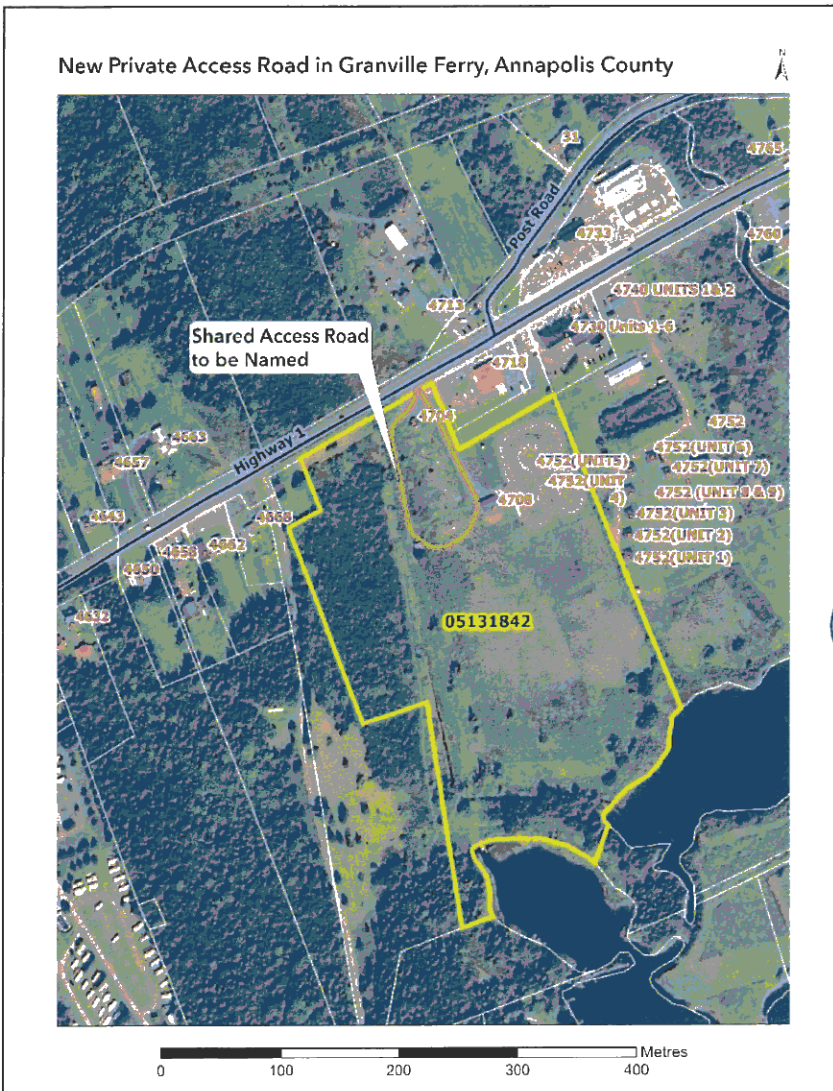 New Private Access Road in Granville Ferry, Annapolis County
N
31
4765
Post Road
4733
4760
4740 UNITS 1 & 2
4713
4730 Units 1-6
Shared Access Road
to be Named
4718
4704
4752
4663
Highway 1
4752(UNIT 6)
4657
4752(UNIT5)
4752(UNIT 7)
4752(UNIT
4)
4752 (UNIT 8 & 9)
4708
4643
4668
4752(UNIT 3)
4662
4658
4752(UNIT 2)
4752(UNIT 1)
4650
4632
05131842
Metres
0 100 200 300 400